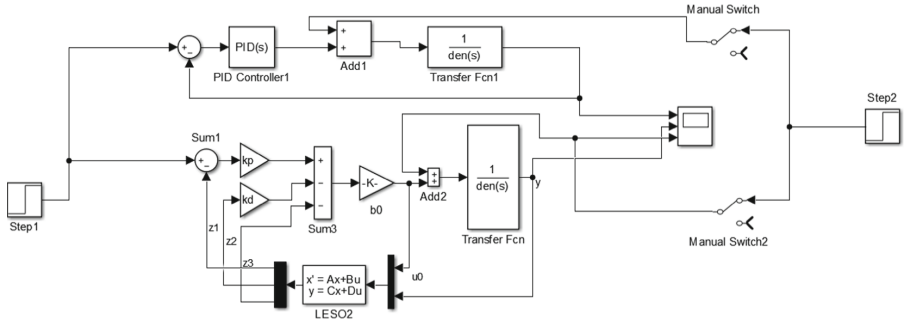 Manual Switch
+
+
Add1
+
−
PID(s)
PID Controller1
1
den(s)
Transfer Fcn1
Step2
Sum1
+
−
kp
kd
+
−
−
Sum3
-K-
b0
+
+
Add2
1
den(s)
Transfer Fcn
y
Manual Switch2
Step1
z1
z2
z3
x' = Ax+Bu
y = Cx+Du
LESO2
u0